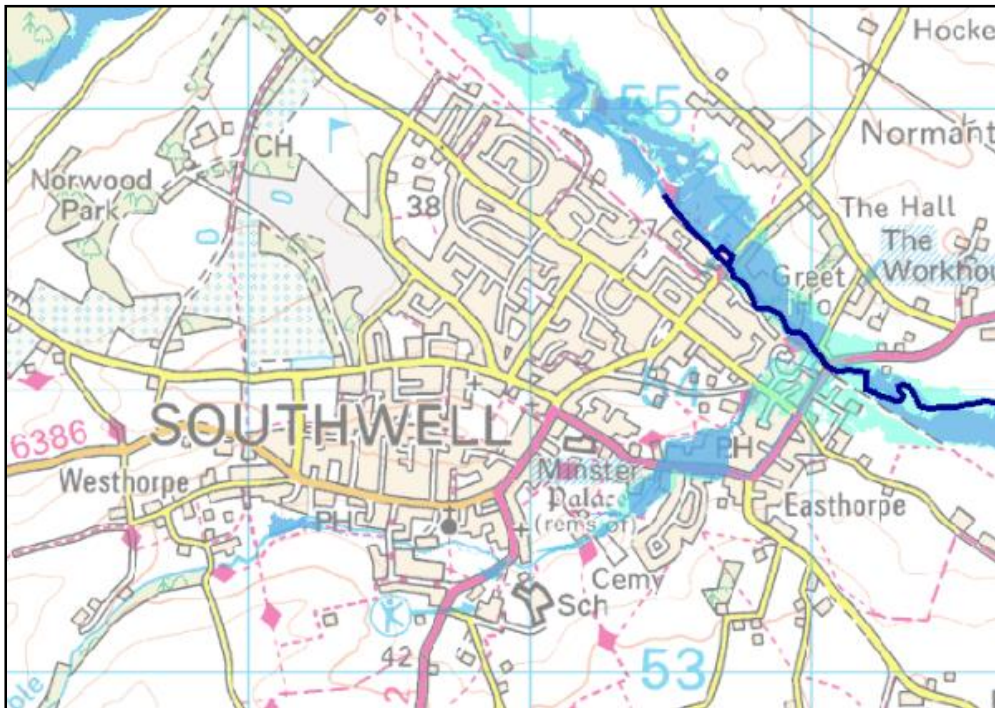 Hocke
55
Normant
CH
Norwood
Park
38
The Hall
The
Workhou
Greet
54
SOUTHWELL
6386
Westhorpe
Minster
Palace
(rems of)
PH
PH
Easthorpe
Cemy
Sch
42
53
2
ole